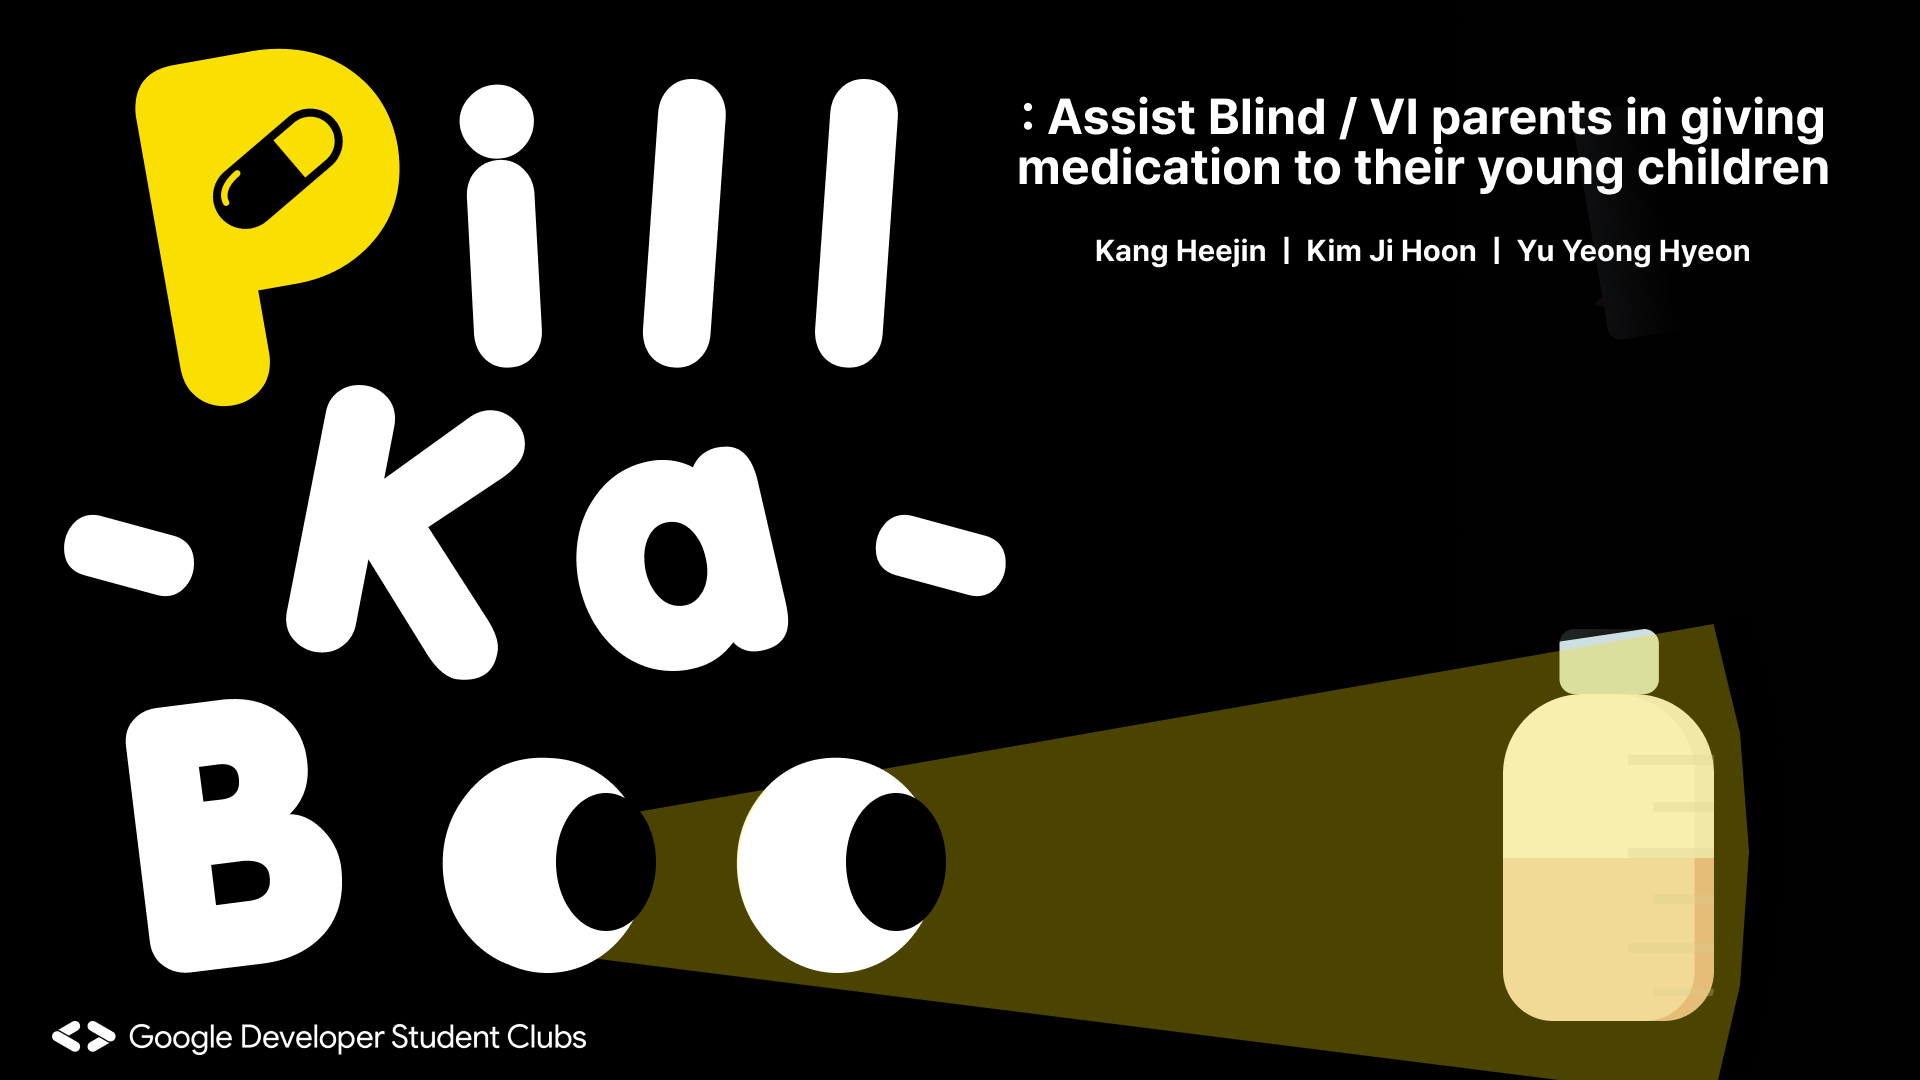 Pill
-Ka-
Boo
: Assist Blind / VI parents in giving
medication to their young children
Kang Heejin | Kim Ji Hoon | Yu Yeong Hyeon
Google Developer Student Clubs